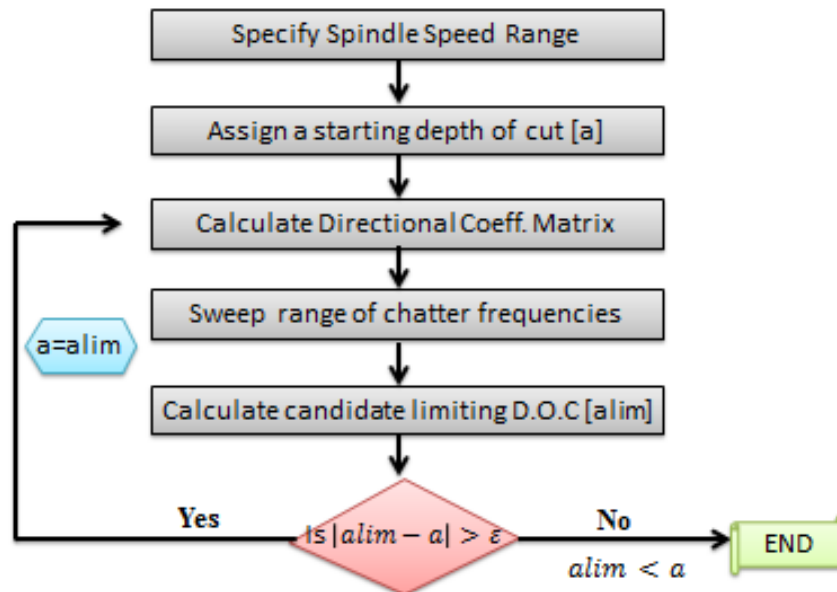 Specify Spindle Speed Range
Assign a starting depth of cut [a]
Calculate Directional Coeff. Matrix
Sweep range of chatter frequencies
a=alim
Calculate candidate limiting D.O.C [alim]
Yes
Is |alim − a| > ε
No
alim < a
END